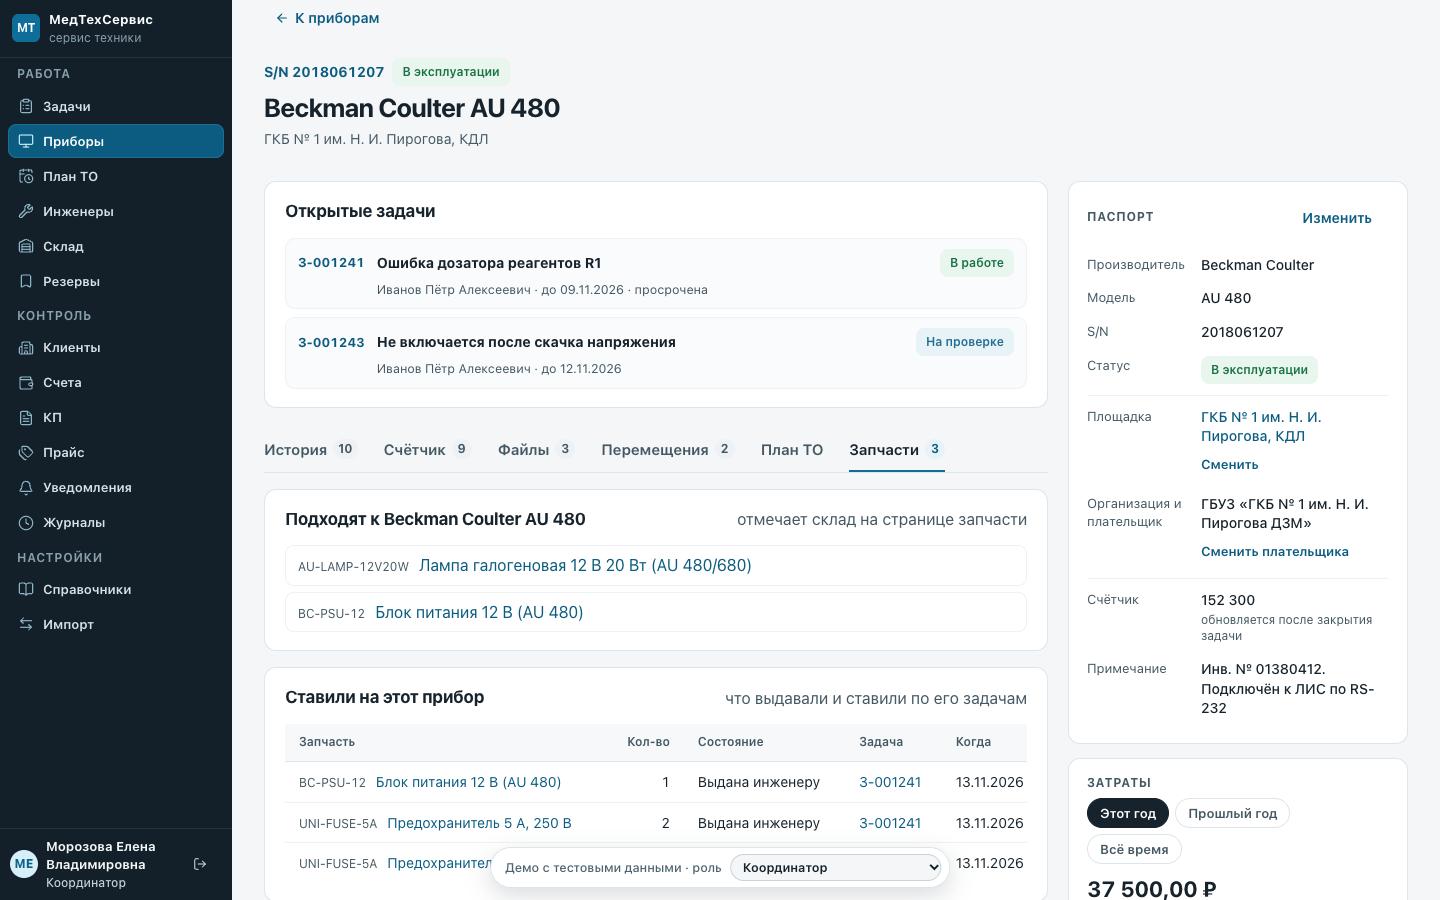 МТ
МедТехСервис
сервис техники
РАБОТА
Задачи
Приборы
План ТО
Инженеры
Склад
Резервы
КОНТРОЛЬ
Клиенты
Счета
КП
Прайс
Уведомления
Журналы
НАСТРОЙКИ
Справочники
Импорт
МЕ
Морозова Елена
Владимировна
Координатор
← К приборам
S/N 2018061207 В эксплуатации
Beckman Coulter AU 480
ГКБ № 1 им. Н. И. Пирогова, КДЛ
Открытые задачи
З-001241 Ошибка дозатора реагентов R1 В работе
Иванов Пётр Алексеевич · до 09.11.2026 · просрочена
З-001243 Не включается после скачка напряжения На проверке
Иванов Пётр Алексеевич · до 12.11.2026
История 10 Счётчик 9 Файлы 3 Перемещения 2 План ТО Запчасти 3
Подходят к Beckman Coulter AU 480 отмечает склад на странице запчасти
AU-LAMP-12V20W Лампа галогеновая 12 В 20 Вт (AU 480/680)
BC-PSU-12 Блок питания 12 В (AU 480)
Ставили на этот прибор что выдавали и ставили по его задачам
Запчасть Кол-во Состояние Задача Когда
BC-PSU-12 Блок питания 12 В (AU 480) 1 Выдана инженеру З-001241 13.11.2026
UNI-FUSE-5A Предохранитель 5 А, 250 В 2 Выдана инженеру З-001241 13.11.2026
UNI-FUSE-5A 13.11.2026
Демо с тестовыми данными · роль Координатор
ПАСПОРТ Изменить
Производитель Beckman Coulter
Модель AU 480
S/N 2018061207
Статус В эксплуатации
Площадка ГКБ № 1 им. Н. И.
Пирогова, КДЛ
Сменить
Организация и ГБУЗ «ГКБ № 1 им. Н. И.
плательщик Пирогова ДЗМ»
Сменить плательщика
Счётчик 152 300
обновляется после закрытия
задачи
Примечание Инв. № 01380412.
Подключён к ЛИС по RS-
232
ЗАТРАТЫ
Этот год Прошлый год
Всё время
37 500,00 ₽